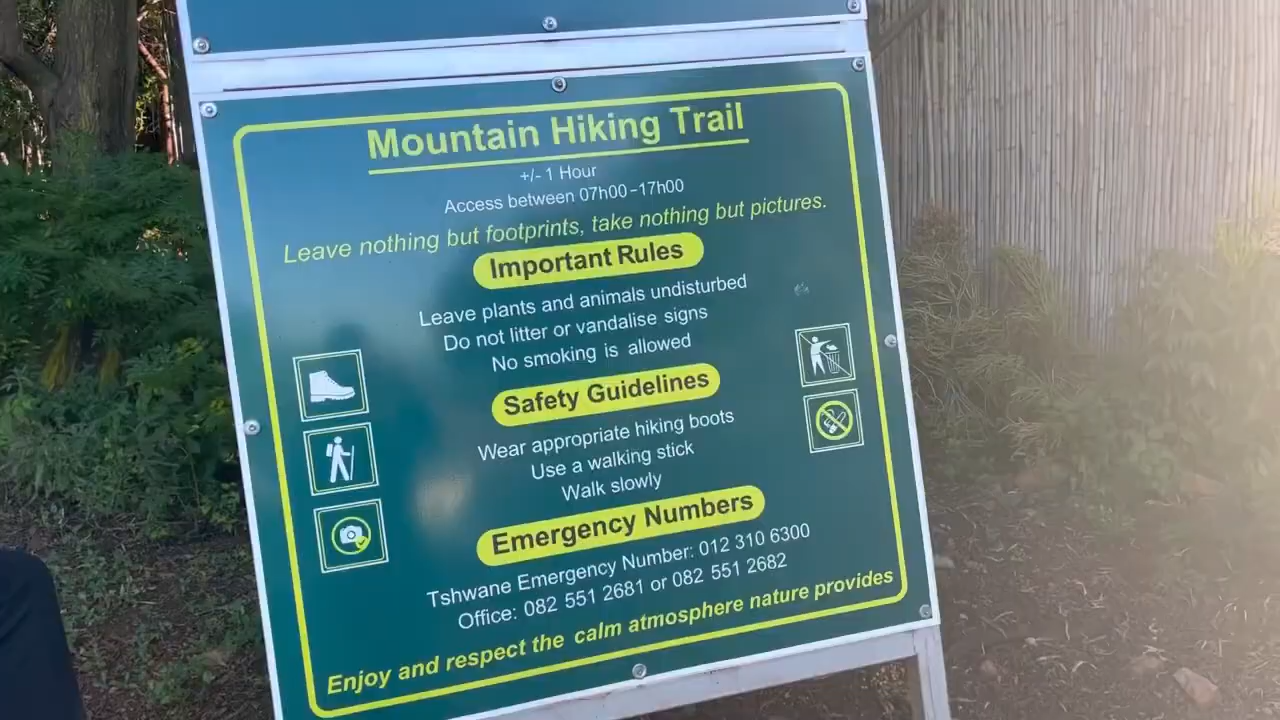 Mountain Hiking Trail
+/- 1 Hour
Access between 07h00-17h00
Leave nothing but footprints, take nothing but pictures.
Important Rules
Leave plants and animals undisturbed
Do not litter or vandalise signs
No smoking is allowed
Safety Guidelines
Wear appropriate hiking boots
Use a walking stick
Walk slowly
Emergency Numbers
Tshwane Emergency Number: 012 310 6300
Office: 082 551 2681 or 082 551 2682
Enjoy and respect the calm atmosphere nature provides